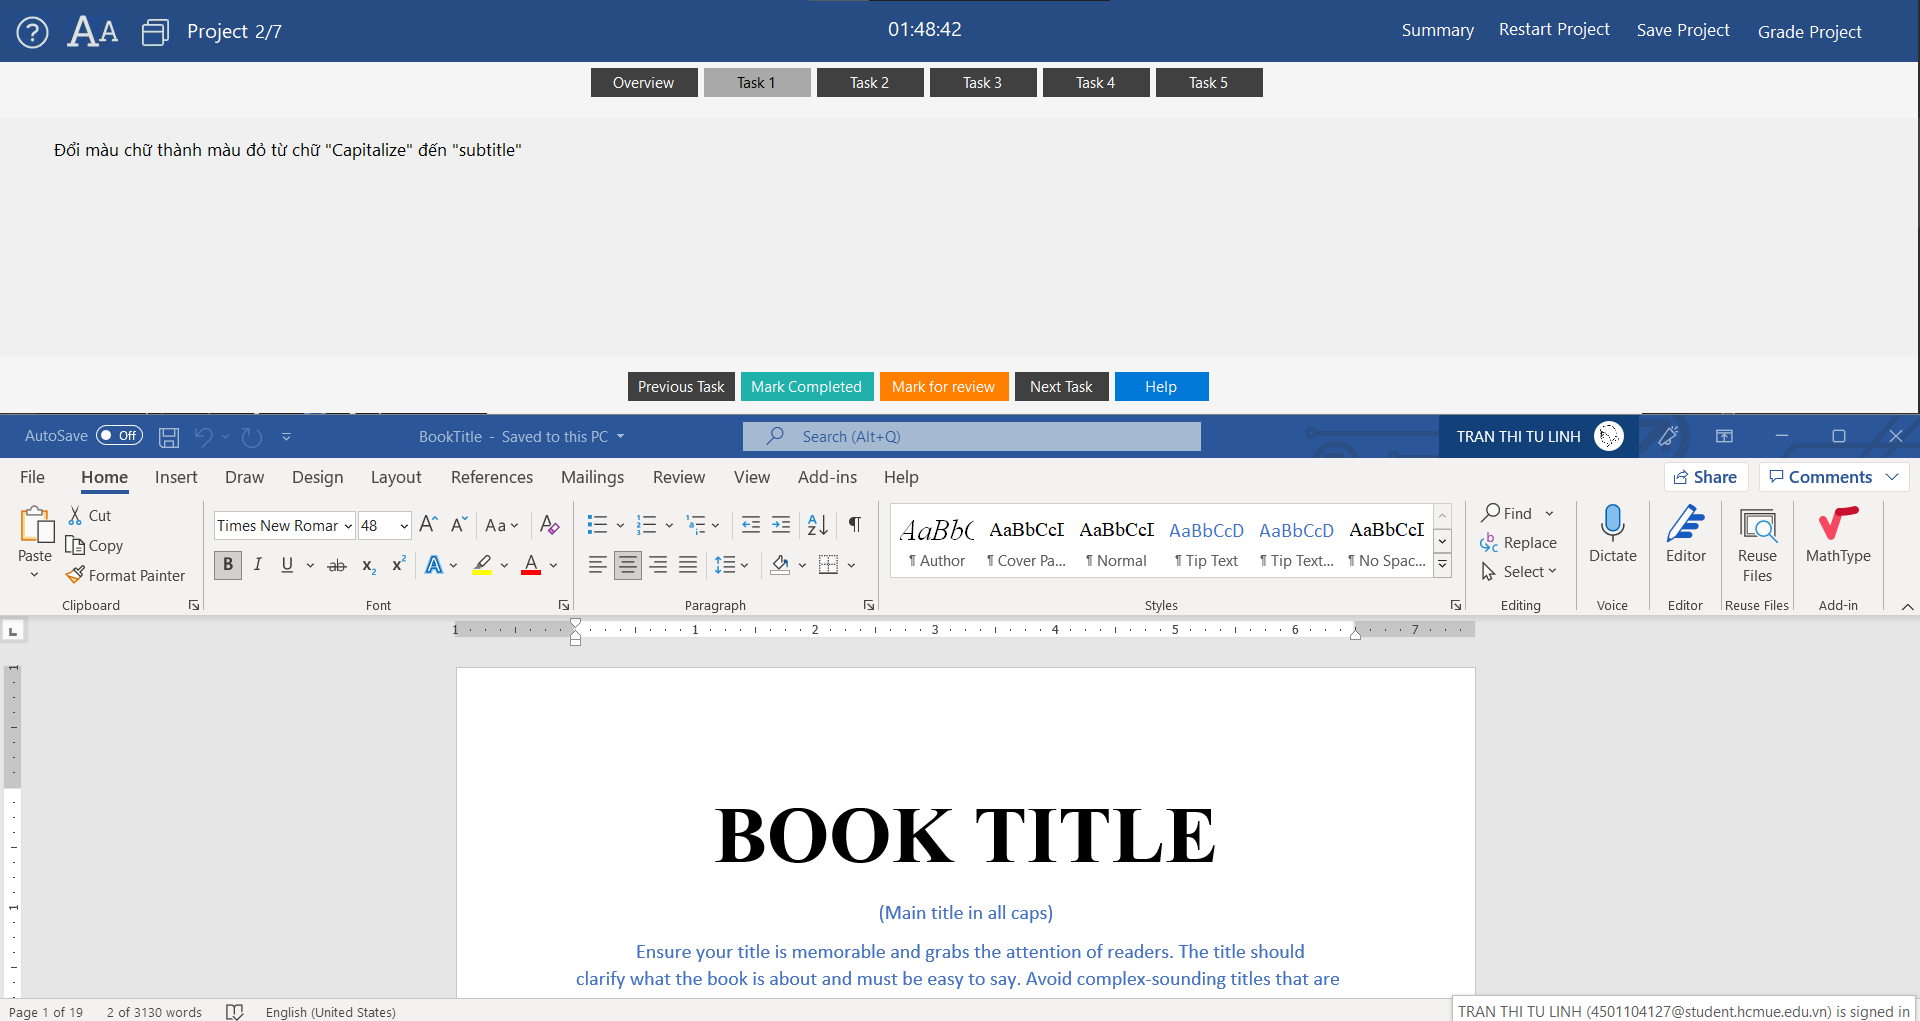 Project 2/7
01:48:42
Summary
Restart Project
Save Project
Grade Project
Overview
Task 1
Task 2
Task 3
Task 4
Task 5
Đổi màu chữ thành màu đỏ từ chữ "Capitalize" đến "subtitle"
Previous Task
Mark Completed
Mark for review
Next Task
Help
AutoSave Off
BookTitle - Saved to this PC
Search (Alt+Q)
TRAN THI TU LINH
File
Home
Insert
Draw
Design
Layout
References
Mailings
Review
View
Add-ins
Help
Share
Comments
Paste
Cut
Copy
Format Painter
Clipboard
Times New Romar
48
Font
Paragraph
AaBbC
AaBbCcI
AaBbCcI
AaBbCcD
AaBbCcD
AaBbCcI
¶ Author
¶ Cover Pa...
¶ Normal
¶ Tip Text
¶ Tip Text...
¶ No Spac...
Styles
Find
Replace
Select
Editing
Dictate
Voice
Editor
Editor
Reuse
Files
Reuse Files
MathType
Add-in
1 1 2 3 4 5 6 7
BOOK TITLE
(Main title in all caps)
Ensure your title is memorable and grabs the attention of readers. The title should
clarify what the book is about and must be easy to say. Avoid complex-sounding titles that are
Page 1 of 19
2 of 3130 words
English (United States)
TRAN THI TU LINH (4501104127@student.hcmue.edu.vn) is signed in